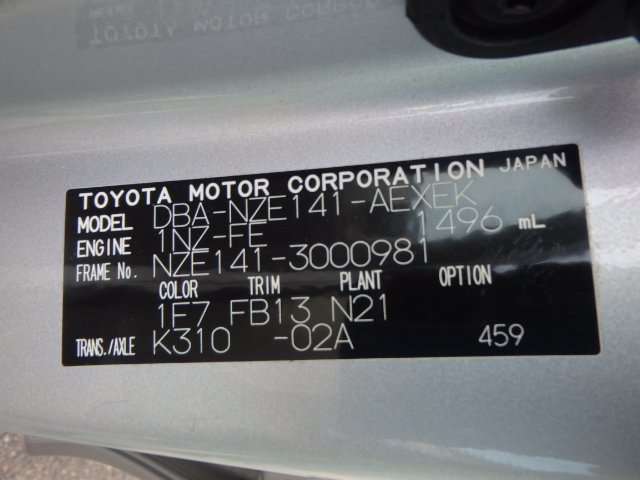 TOYOTA MOTOR CORPORATION JAPAN
MODEL DBA-NZE141-AEXEK
ENGINE 1NZ-FE 1496 mL
FRAME No. NZE141-3000981
COLOR TRIM PLANT OPTION
1E7 FB13 N21
TRANS./AXLE K310 -02A 459